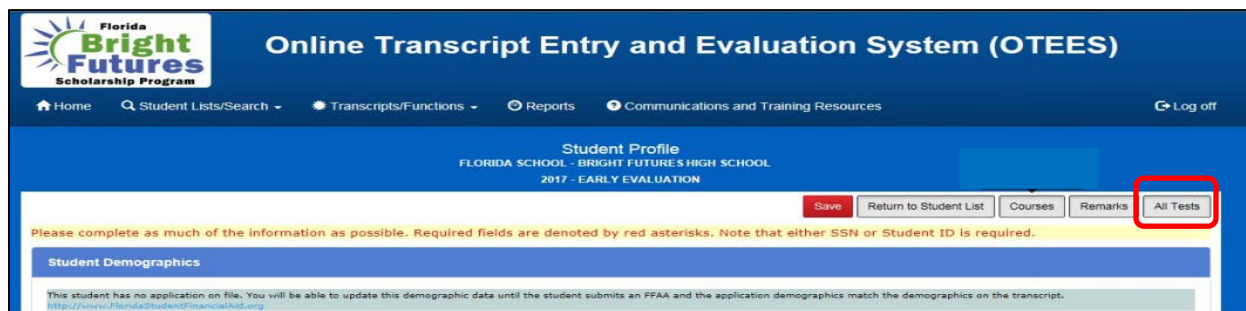 Florida
Bright
Futures
Scholarship Program
Online Transcript Entry and Evaluation System (OTEES)
Home Student Lists/Search Transcripts/Functions Reports Communications and Training Resources Log off
Student Profile
FLORIDA SCHOOL - BRIGHT FUTURES HIGH SCHOOL
2017 - EARLY EVALUATION
Save Return to Student List Courses Remarks All Tests
Please complete as much of the information as possible. Required fields are denoted by red asterisks. Note that either SSN or Student ID is required.
Student Demographics
This student has no application on file. You will be able to update this demographic data until the student submits an FFAA and the application demographics match the demographics on the transcript.
http://www.FloridaStudentFinancialAid.org